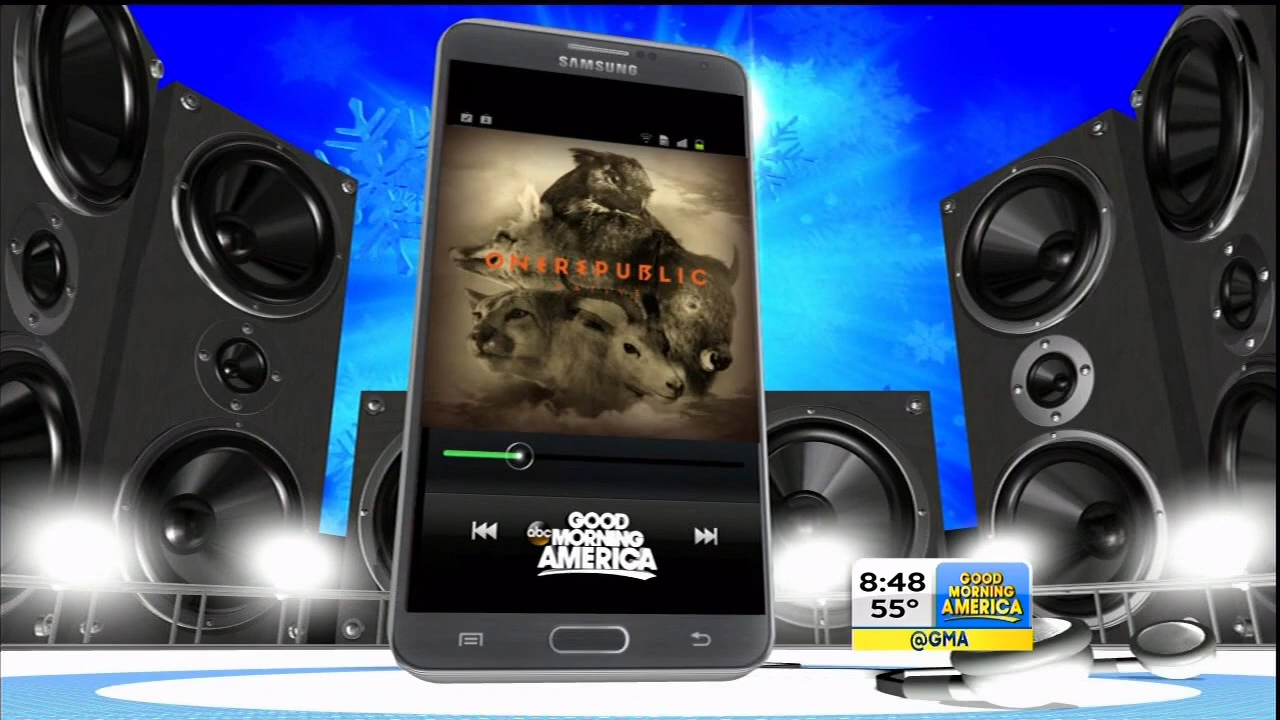 SAMSUNG
ONEREPUBLIC
abc
GOOD
MORNING
AMERICA
8:48
55°
GOOD
MORNING
AMERICA
@GMA